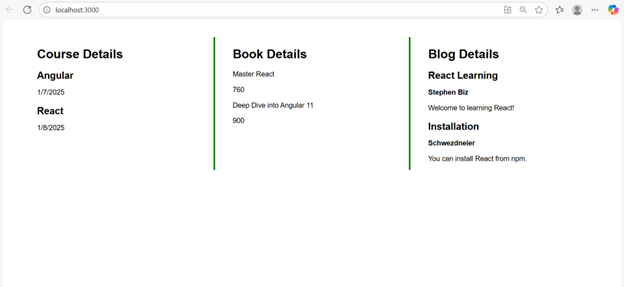 localhost:3000
Course Details
Angular
1/7/2025
React
1/8/2025
Book Details
Master React
760
Deep Dive into Angular 11
900
Blog Details
React Learning
Stephen Biz
Welcome to learning React!
Installation
Schwezdneier
You can install React from npm.